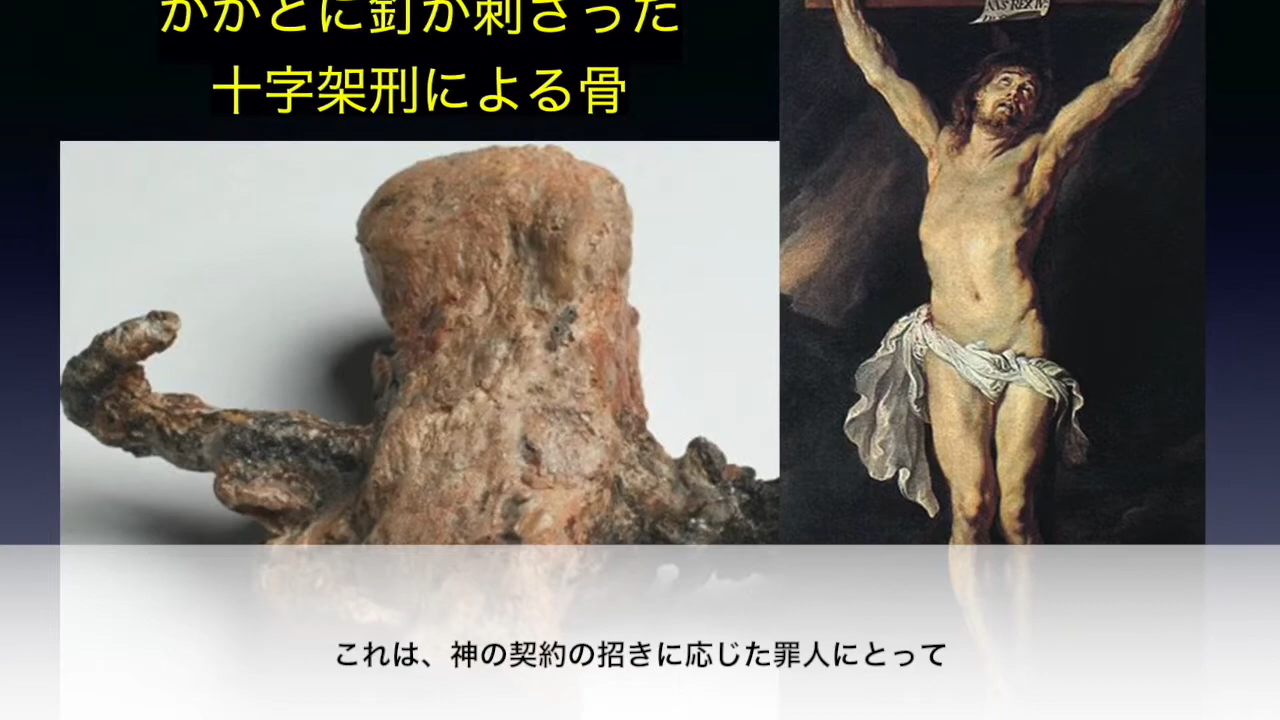 かかとに釘が刺さった
十字架刑による骨
これは、神の契約の招きに応じた罪人にとって